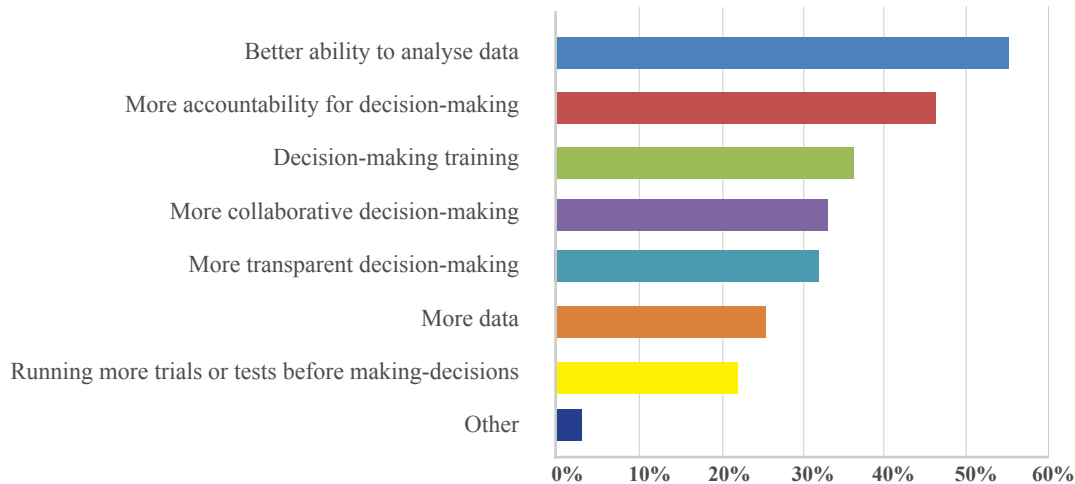 Better ability to analyse data
More accountability for decision-making
Decision-making training
More collaborative decision-making
More transparent decision-making
More data
Running more trials or tests before making-decisions
Other
0% 10% 20% 30% 40% 50% 60%